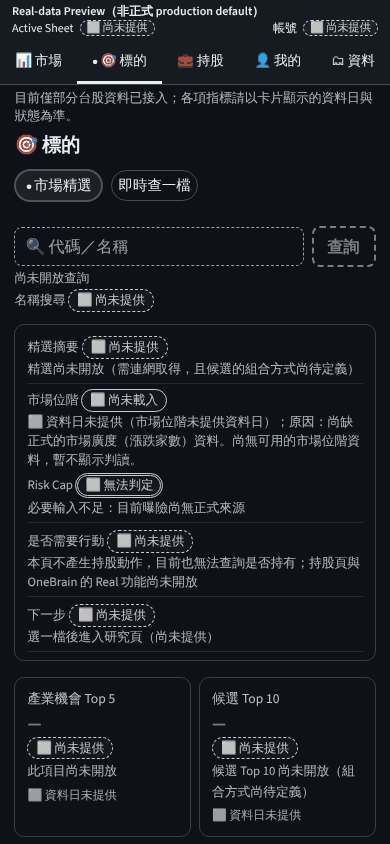 Real-data Preview（非正式 production default）
Active Sheet ⬜ 尚未提供 帳號 ⬜ 尚未提供
📊 市場 • 🎯 標的 💼 持股 👤 我的 🗂 資料
目前僅部分台股資料已接入；各項指標請以卡片顯示的資料日與
狀態為準。
🎯 標的
• 市場精選 即時查一檔
🔍 代碼／名稱 查詢
尚未開放查詢
名稱搜尋 ⬜ 尚未提供
精選摘要 ⬜ 尚未提供
精選尚未開放（需連網取得，且候選的組合方式尚待定義）
市場位階 ⬜ 尚未載入
⬜ 資料日未提供（市場位階未提供資料日）；原因：尚缺
正式的市場廣度（漲跌家數）資料。尚無可用的市場位階資
料，暫不顯示判讀。
Risk Cap ⬜ 無法判定
必要輸入不足：目前曝險尚無正式來源
是否需要行動 ⬜ 尚未提供
本頁不產生持股動作，目前也無法查詢是否持有；持股頁與
OneBrain 的 Real 功能尚未開放
下一步 ⬜ 尚未提供
選一檔後進入研究頁（尚未提供）
產業機會 Top 5
—
⬜ 尚未提供
此項目尚未開放
⬜ 資料日未提供
候選 Top 10
—
⬜ 尚未提供
候選 Top 10 尚未開放（組
合方式尚待定義）
⬜ 資料日未提供